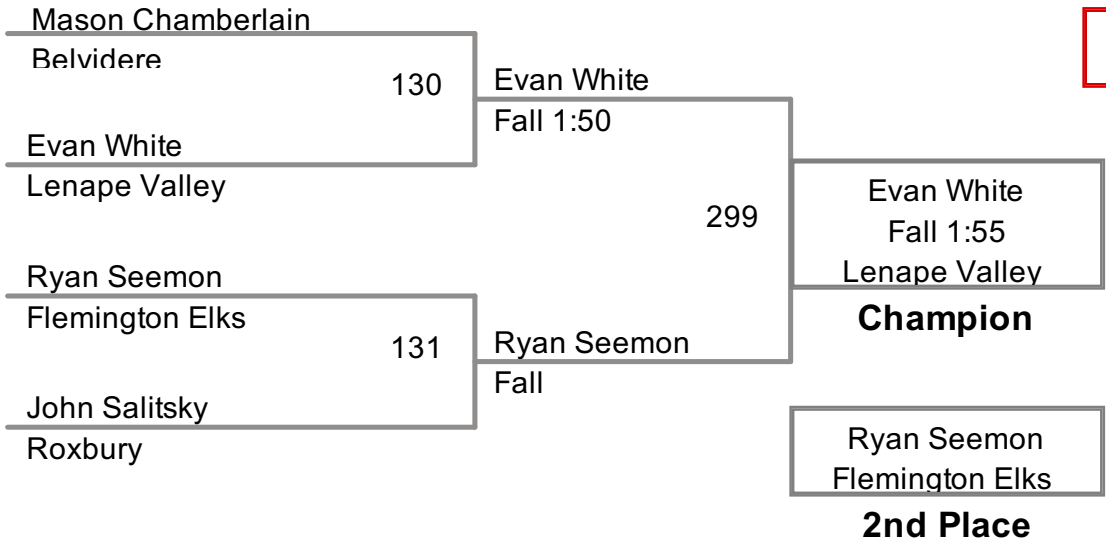 Mason Chamberlain
Belvidere
130
Evan White
Fall 1:50
Evan White
Lenape Valley
299
Evan White
Fall 1:55
Lenape Valley
Champion
Ryan Seemon
Flemington Elks
131
Ryan Seemon
Fall
John Salitsky
Roxbury
Ryan Seemon
Flemington Elks
2nd Place